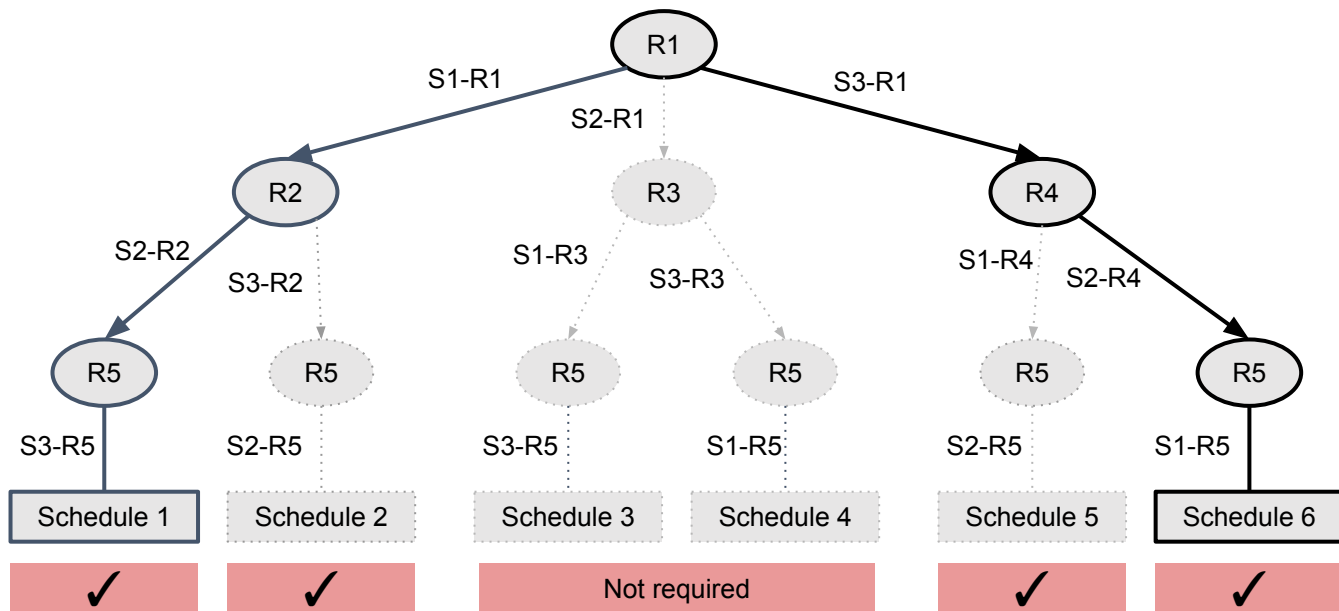 R1
S1-R1
S3-R1
S2-R1
R2
R3
R4
S2-R2
S3-R2
S1-R3
S3-R3
S1-R4
S2-R4
R5
R5
R5
R5
R5
R5
S3-R5
S2-R5
S3-R5
S1-R5
S2-R5
S1-R5
Schedule 1
Schedule 2
Schedule 3
Schedule 4
Schedule 5
Schedule 6
✓
✓
Not required
✓
✓